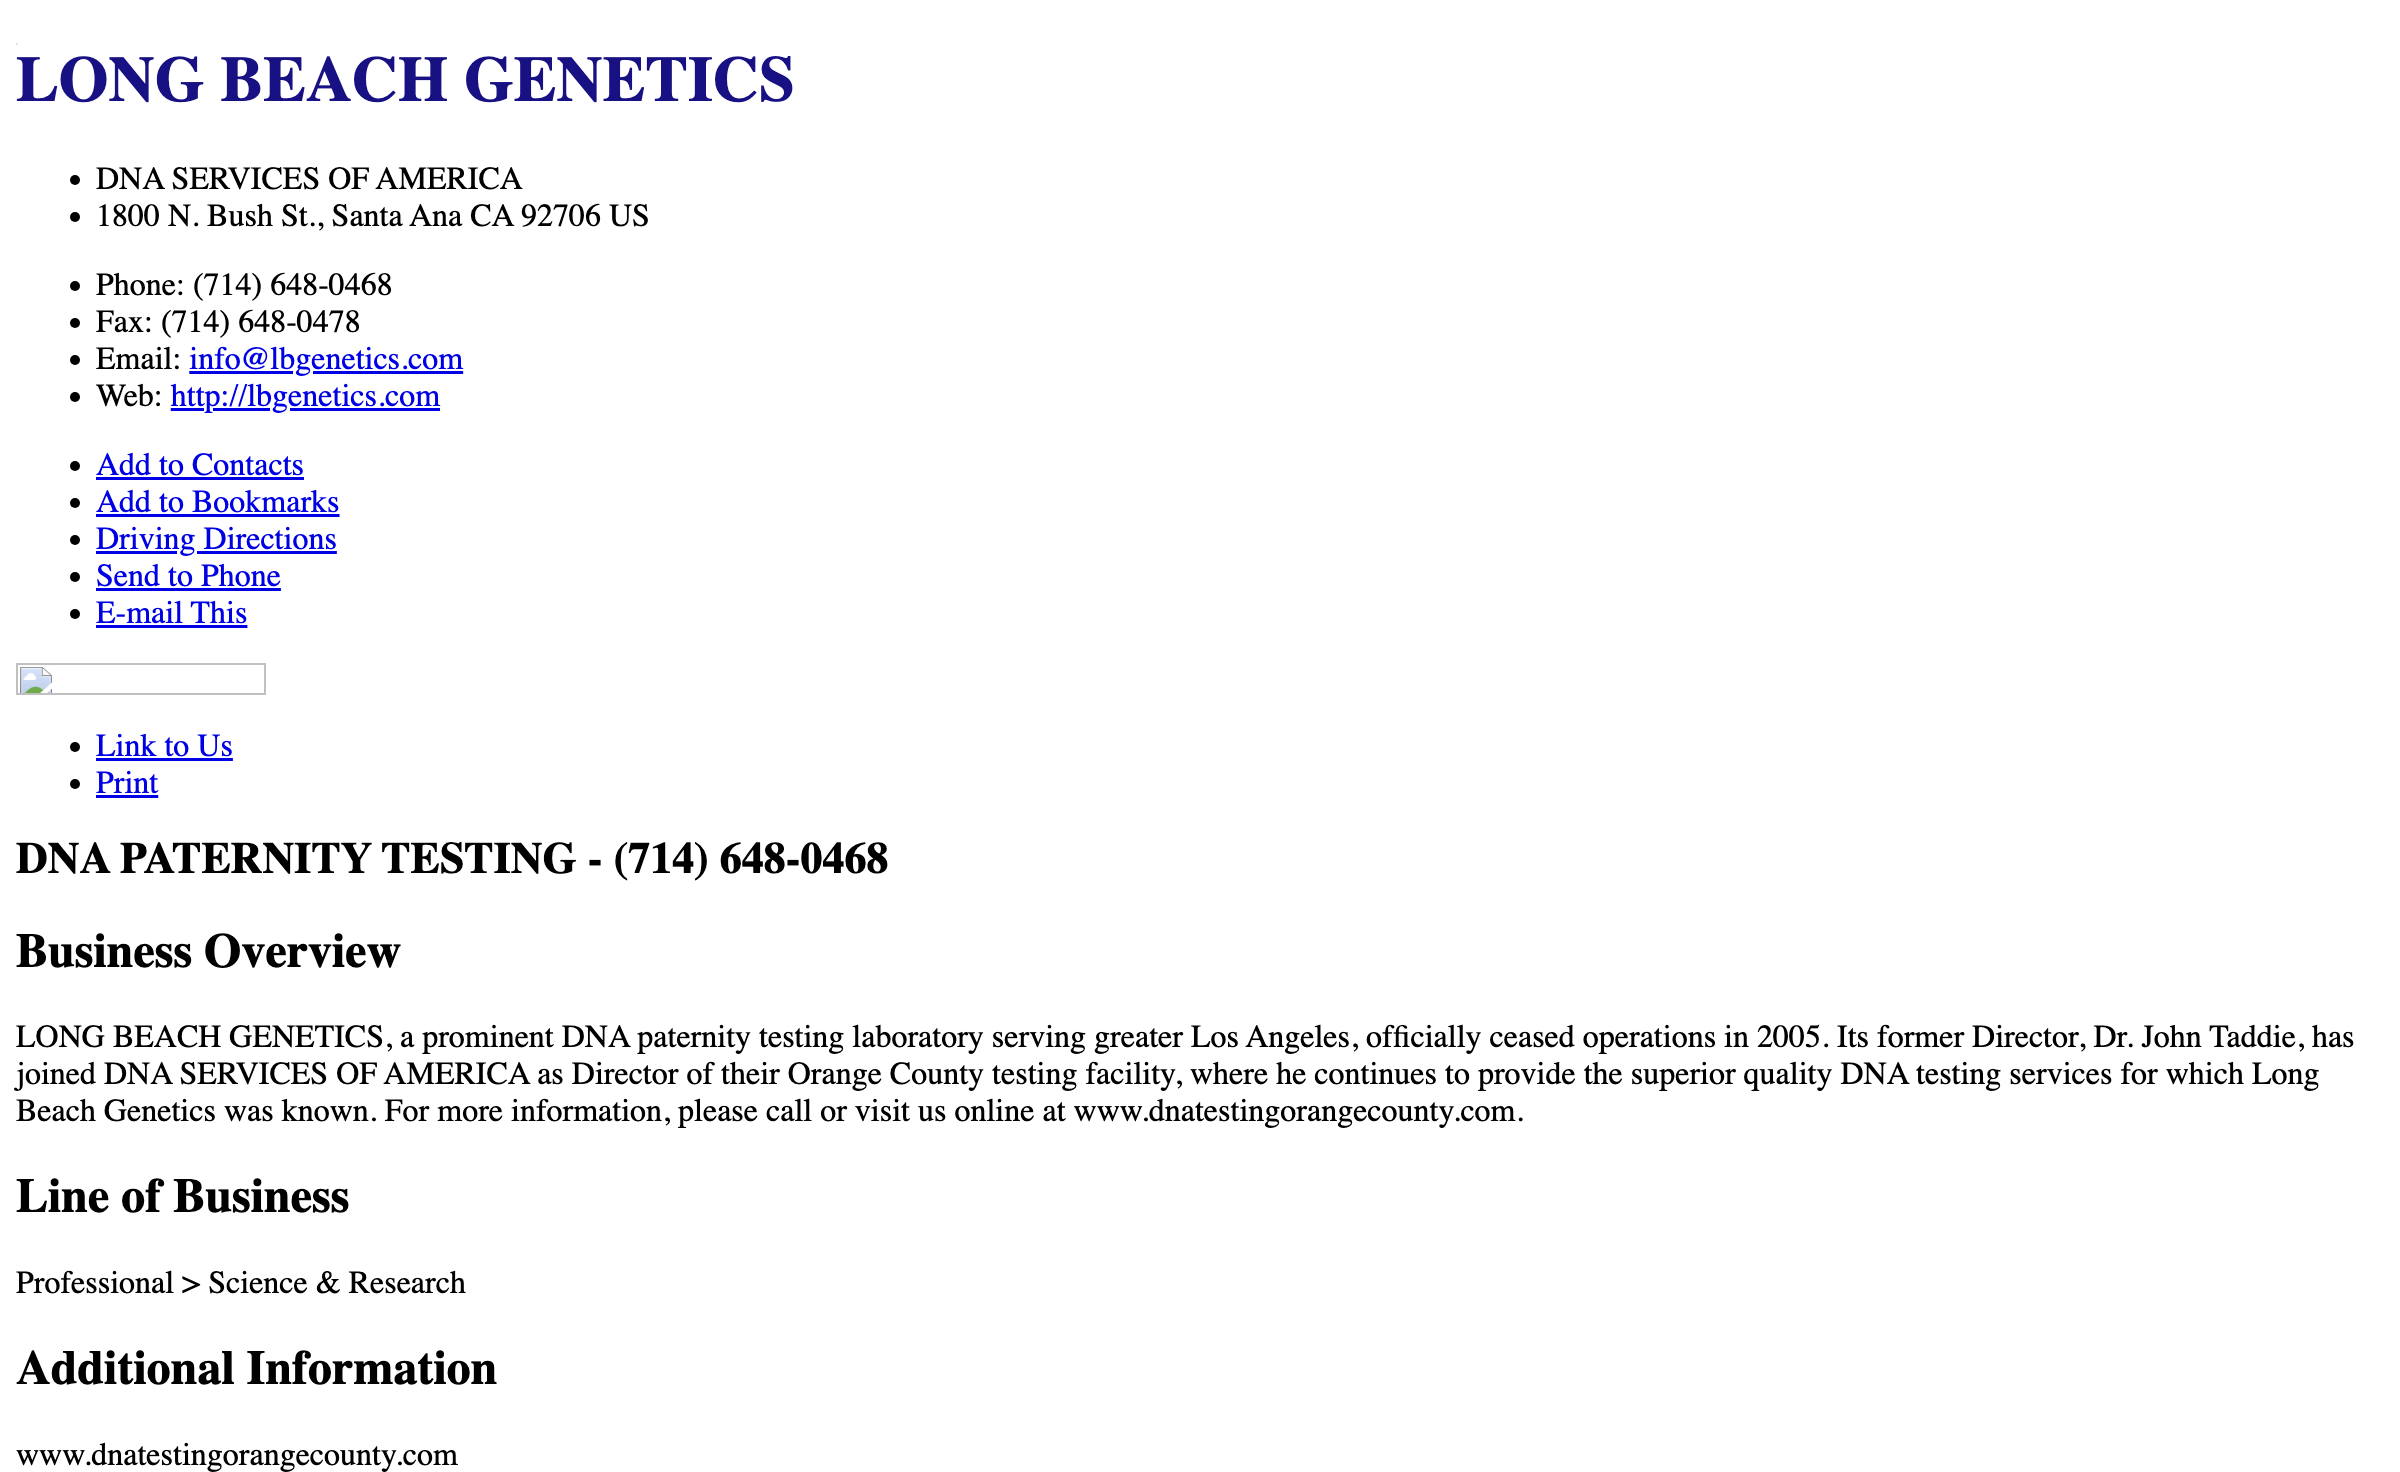 LONG BEACH GENETICS
DNA SERVICES OF AMERICA
1800 N. Bush St., Santa Ana CA 92706 US
Phone: (714) 648-0468
Fax: (714) 648-0478
Email: info@lbgenetics.com
Web: http://lbgenetics.com
Add to Contacts
Add to Bookmarks
Driving Directions
Send to Phone
E-mail This
Link to Us
Print
DNA PATERNITY TESTING - (714) 648-0468
Business Overview
LONG BEACH GENETICS, a prominent DNA paternity testing laboratory serving greater Los Angeles, officially ceased operations in 2005. Its former Director, Dr. John Taddie, has
joined DNA SERVICES OF AMERICA as Director of their Orange County testing facility, where he continues to provide the superior quality DNA testing services for which Long
Beach Genetics was known. For more information, please call or visit us online at www.dnatestingorangecounty.com.
Line of Business
Professional > Science & Research
Additional Information
www.dnatestingorangecounty.com